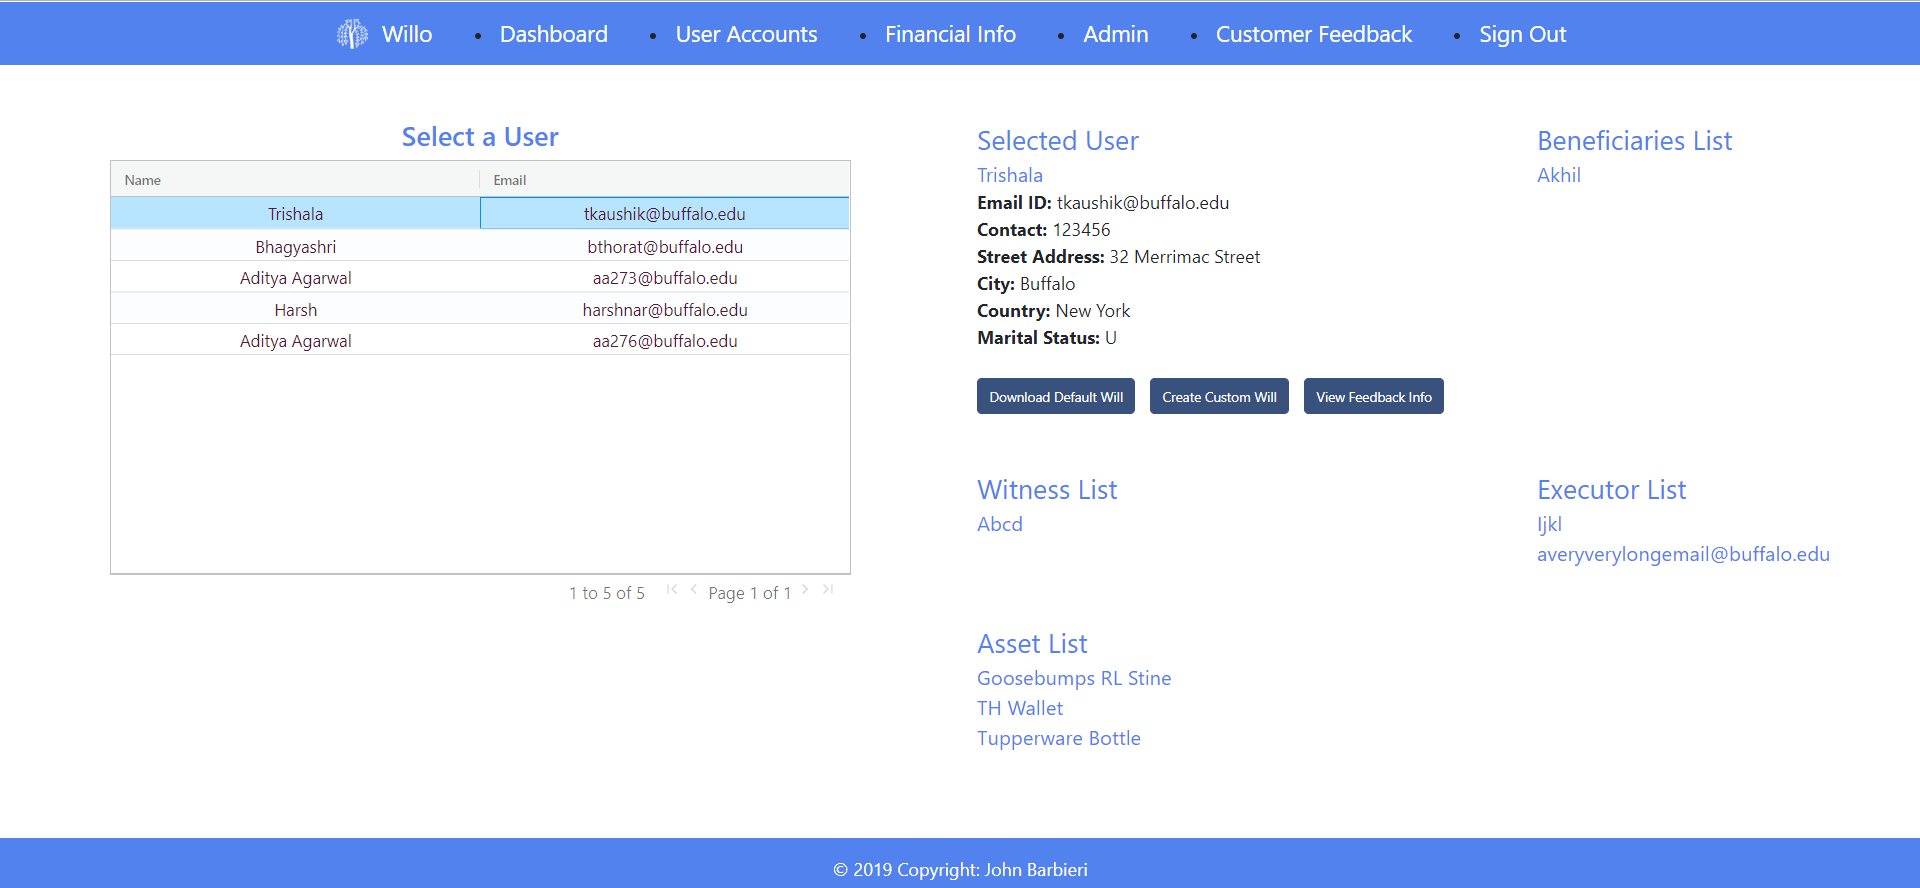 Willo
Dashboard
User Accounts
Financial Info
Admin
Customer Feedback
Sign Out
Select a User
Name Email
Trishala tkaushik@buffalo.edu
Bhagyashri bthorat@buffalo.edu
Aditya Agarwal aa273@buffalo.edu
Harsh harshnar@buffalo.edu
Aditya Agarwal aa276@buffalo.edu
1 to 5 of 5 Page 1 of 1
Selected User
Trishala
Email ID: tkaushik@buffalo.edu
Contact: 123456
Street Address: 32 Merrimac Street
City: Buffalo
Country: New York
Marital Status: U
Download Default Will
Create Custom Will
View Feedback Info
Beneficiaries List
Akhil
Witness List
Abcd
Executor List
Ijkl
averyverylongemail@buffalo.edu
Asset List
Goosebumps RL Stine
TH Wallet
Tupperware Bottle
© 2019 Copyright: John Barbieri